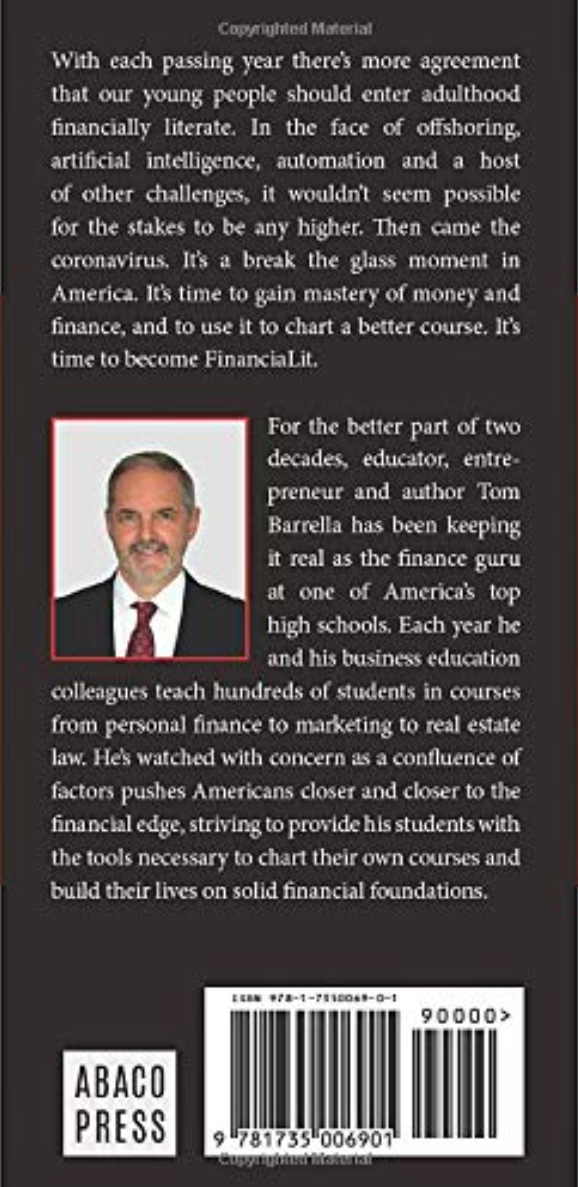 Copyrighted Material
With each passing year there's more agreement
that our young people should enter adulthood
financially literate. In the face of offshoring,
artificial intelligence, automation and a host
of other challenges, it wouldn't seem possible
for the stakes to be any higher. Then came the
coronavirus. It's a break the glass moment in
America. It's time to gain mastery of money and
finance, and to use it to chart a better course. It's
time to become FinanciaLit.
For the better part of two
decades, educator, entre-
preneur and author Tom
Barrella has been keeping
it real as the finance guru
at one of America's top
high schools. Each year he
and his business education
colleagues teach hundreds of students in courses
from personal finance to marketing to real estate
law. He's watched with concern as a confluence of
factors pushes Americans closer and closer to the
financial edge, striving to provide his students with
the tools necessary to chart their own courses and
build their lives on solid financial foundations.
ISBN 978-1-7350069-0-1
90000>
ABACO
PRESS
9 781735 006901
Copyrighted Material